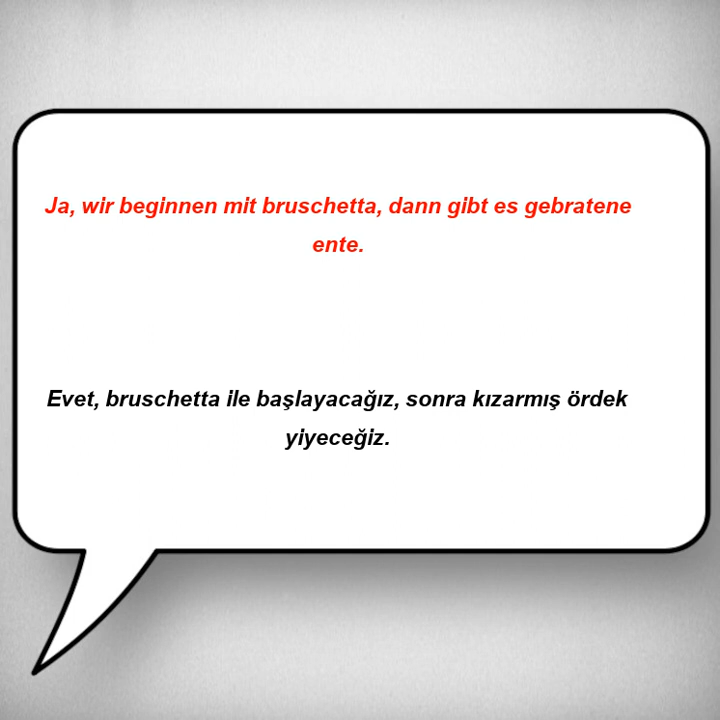 Ja, wir beginnen mit bruschetta, dann gibt es gebratene
ente.
Evet, bruschetta ile başlayacağız, sonra kızarmış ördek
yiyeceğiz.